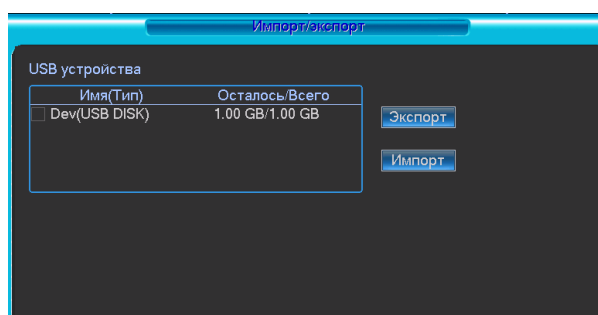 Импорт/экспорт
USB устройства
Имя(Тип) Осталось/Всего
Dev(USB DISK) 1.00 GB/1.00 GB
Экспорт
Импорт